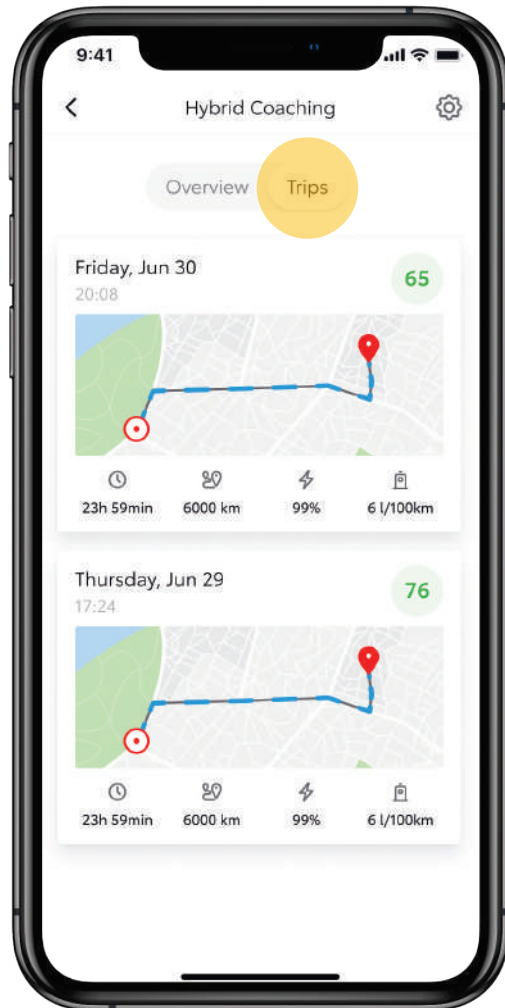 9:41
Hybrid Coaching
Overview Trips
Friday, Jun 30
65
20:08
23h 59min 6000 km 99% 6 l/100km
Thursday, Jun 29
76
17:24
23h 59min 6000 km 99% 6 l/100km